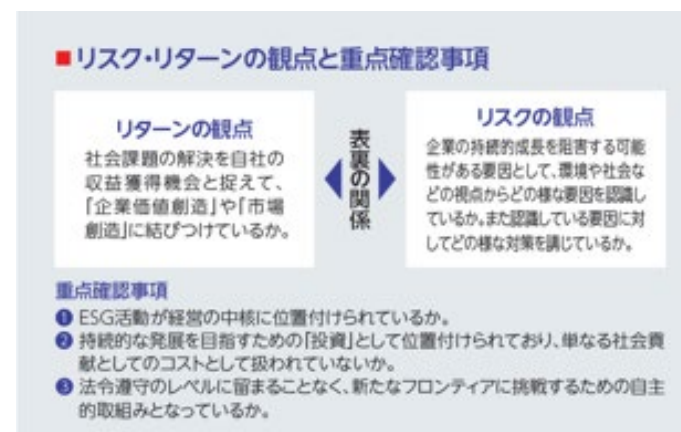 ■リスク・リターンの観点と重点確認事項
リターンの観点
社会課題の解決を自社の
収益獲得機会と捉えて、
「企業価値創造」や「市場
創造」に結びつけているか。
表裏の関係
リスクの観点
企業の持続的成長を阻害する可能
性がある要因として、環境や社会な
どの視点からどの様な要因を認識し
ているか。また認識している要因に対
してどの様な対策を講じているか。
重点確認事項
❶ ESG活動が経営の中核に位置付けられているか。
❷ 持続的な発展を目指すための「投資」として位置付けられており、単なる社会貢
献としてのコストとして扱われていないか。
❸ 法令遵守のレベルに留まることなく、新たなフロンティアに挑戦するための自主
的取組みとなっているか。